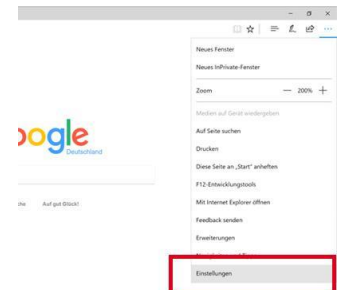 Neues Fenster
Neues InPrivate-Fenster
Zoom — 200% +
Medien auf Gerät wiedergeben
Auf Seite suchen
Drucken
Diese Seite an „Start" anheften
F12-Entwicklungstools
Mit Internet Explorer öffnen
Feedback senden
Erweiterungen
Einstellungen
oogle
Deutschland
Auf gut Glück!